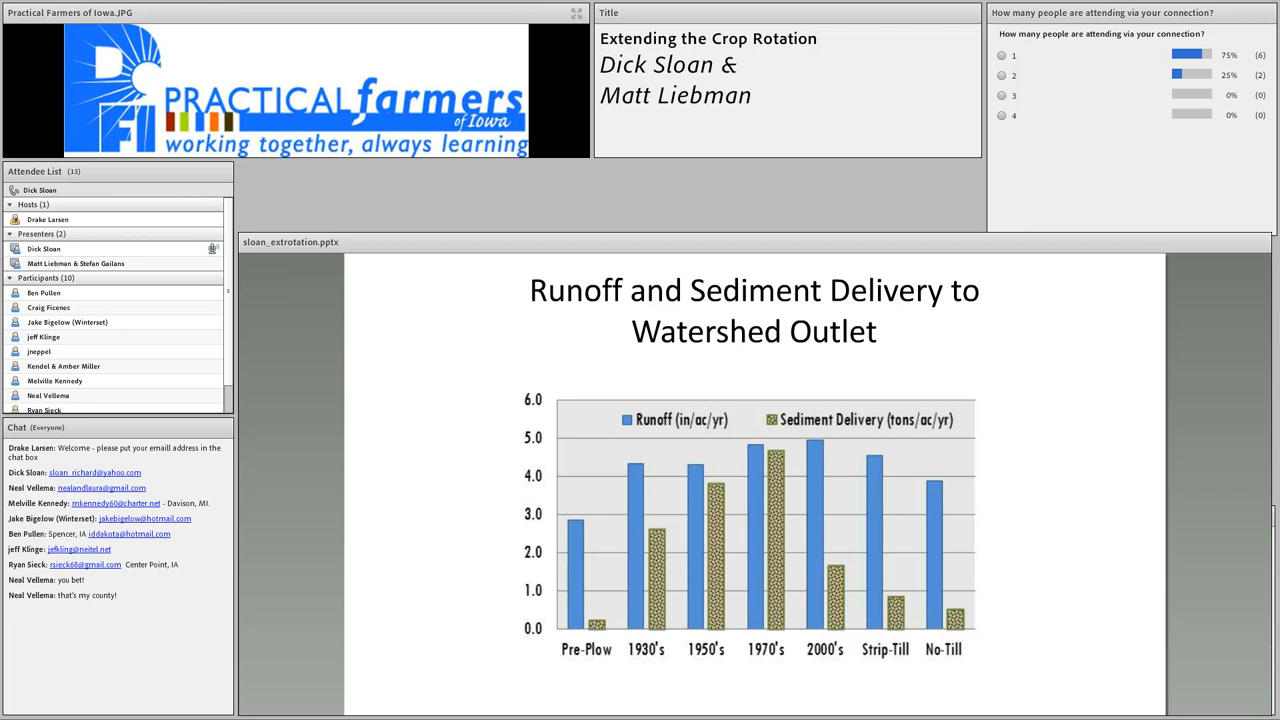 Practical Farmers of Iowa.JPG
PRACTICAL farmers
of Iowa
working together, always learning
Title
Extending the Crop Rotation
Dick Sloan &
Matt Liebman
How many people are attending via your connection?
How many people are attending via your connection?
1 75% (6)
2 25% (2)
3 0% (0)
4 0% (0)
Attendee List (13)
Dick Sloan
Hosts (1)
Drake Larsen
Presenters (2)
Dick Sloan
Matt Liebman & Stefan Gailans
Participants (10)
Ben Pullen
Craig Ficenec
Jake Bigelow (Winterset)
jeff Klinge
jneppel
Kendel & Amber Miller
Melville Kennedy
Neal Vellema
Ryan Sieck
Chat (Everyone)
Drake Larsen: Welcome - please put your emaill address in the
chat box
Dick Sloan: sloan_richard@yahoo.com
Neal Vellema: nealandlaura@gmail.com
Melville Kennedy: mkennedy60@charter.net - Davison, MI.
Jake Bigelow (Winterset): jakebigelow@hotmail.com
Ben Pullen: Spencer, IA iddakota@hotmail.com
jeff Klinge: jefkling@neitel.net
Ryan Sieck: rsieck68@gmail.com Center Point, IA
Neal Vellema: you bet!
Neal Vellema: that's my county!
sloan_extrotation.pptx
Runoff and Sediment Delivery to
Watershed Outlet
Runoff (in/ac/yr) Sediment Delivery (tons/ac/yr)
6.0
5.0
4.0
3.0
2.0
1.0
0.0
Pre-Plow 1930's 1950's 1970's 2000's Strip-Till No-Till